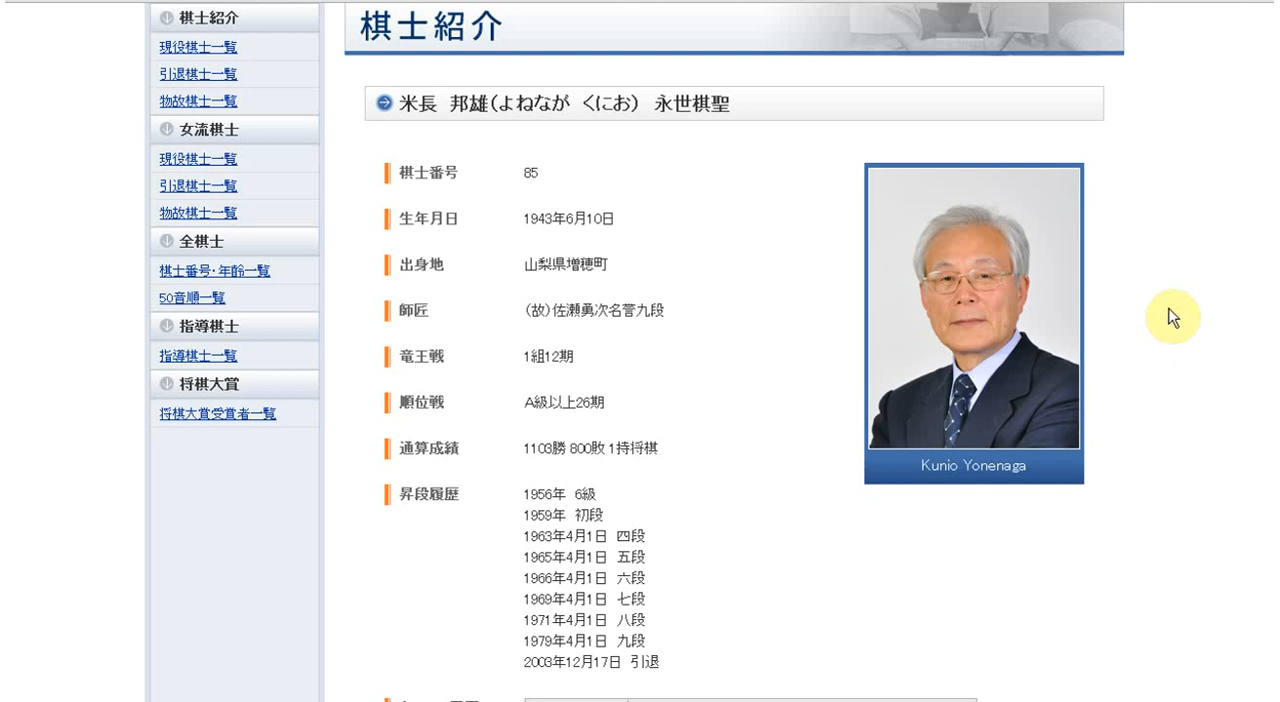 棋士紹介
現役棋士一覧
引退棋士一覧
物故棋士一覧
女流棋士
現役棋士一覧
引退棋士一覧
物故棋士一覧
全棋士
棋士番号・年齢一覧
50音順一覧
指導棋士
指導棋士一覧
将棋大賞
将棋大賞受賞者一覧
棋士紹介
米長 邦雄(よねなが くにお) 永世棋聖
棋士番号 85
生年月日 1943年6月10日
出身地 山梨県増穂町
師匠 (故)佐瀬勇次名誉九段
竜王戦 1組12期
順位戦 A級以上26期
通算成績 1103勝 800敗 1持将棋
昇段履歴 1956年 6級
1959年 初段
1963年4月1日 四段
1965年4月1日 五段
1966年4月1日 六段
1969年4月1日 七段
1971年4月1日 八段
1979年4月1日 九段
2003年12月17日 引退
Kunio Yonenaga